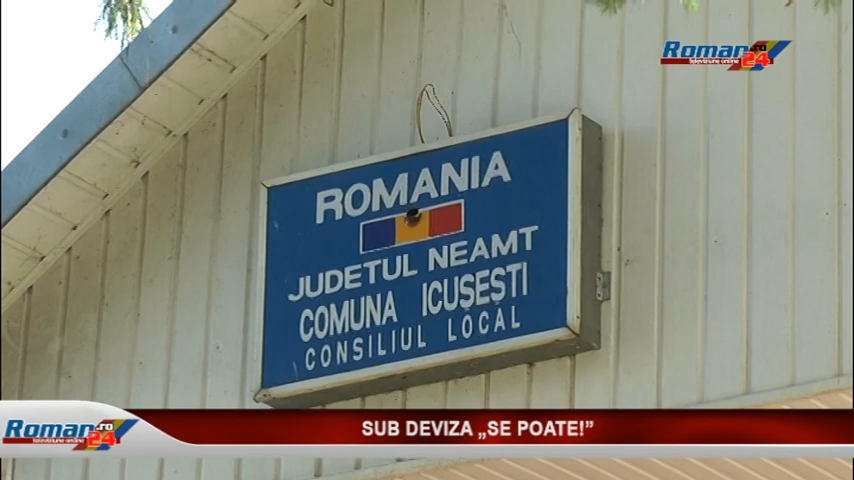 Roman.ro
24
televiziune online
ROMANIA
JUDETUL NEAMT
COMUNA ICUȘEȘTI
CONSILIUL LOCAL
Roman.ro
24
televiziune online
SUB DEVIZA „SE POATE!”